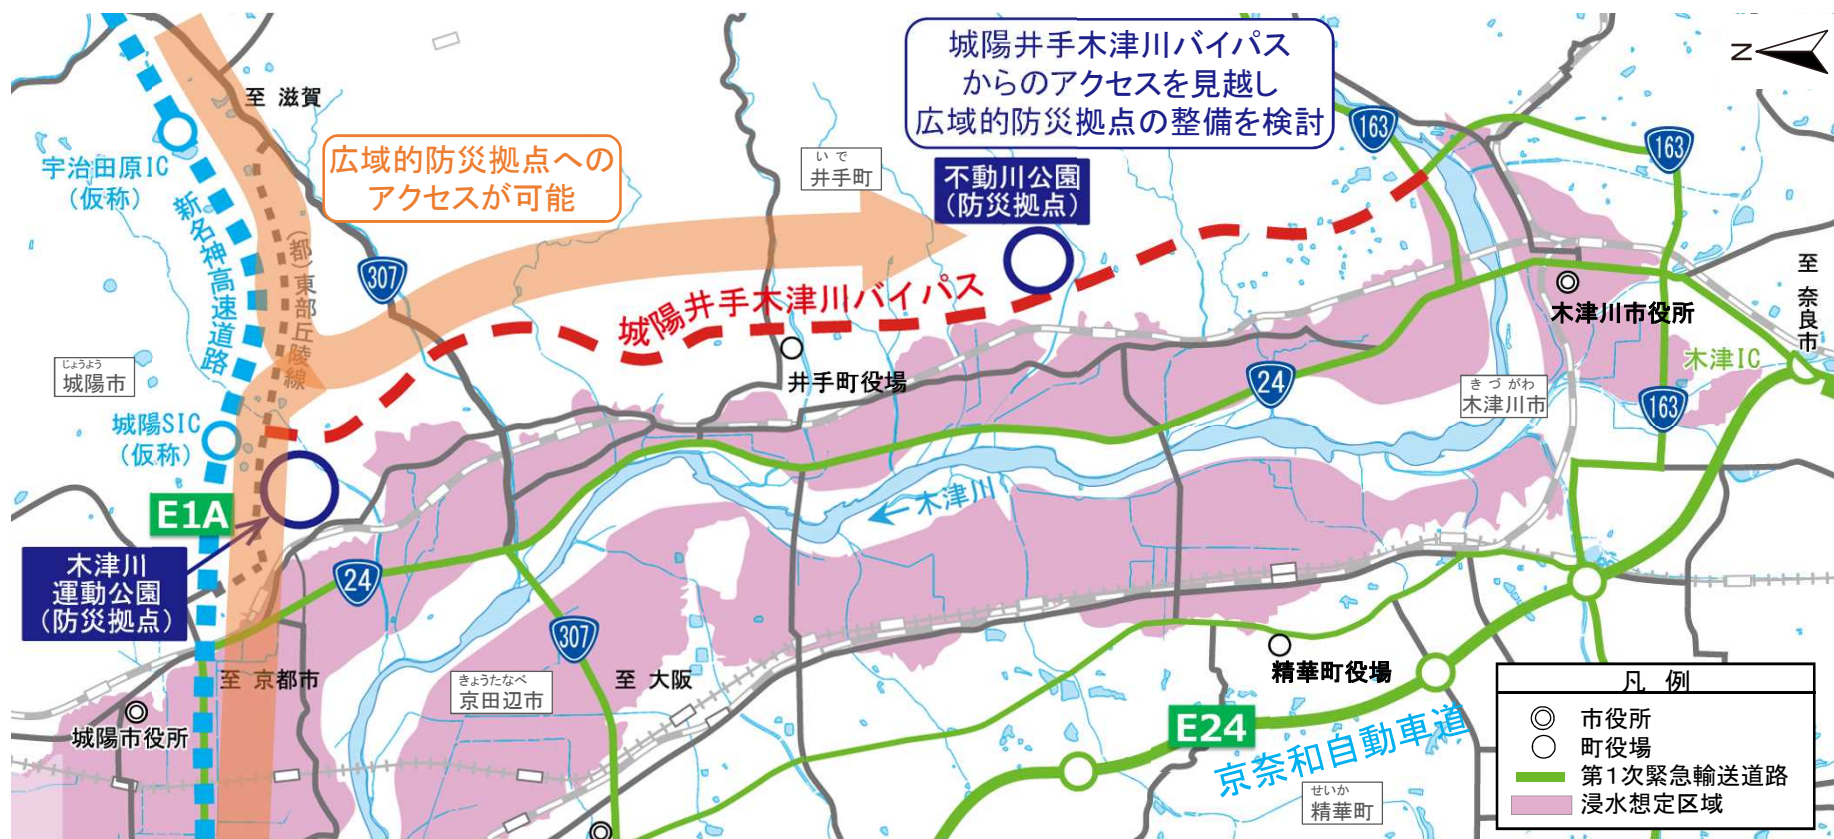 城陽井手木津川バイパス
からのアクセスを見越し
広域的防災拠点の整備を検討
N
至 滋賀
163
163
広域的防災拠点への
アクセスが可能
いで
井手町
不動川公園
(防災拠点)
宇治田原IC
(仮称)
新名神高速道路
(都)東部丘陵線
307
城陽井手木津川バイパス
至 奈良市
木津川市役所
じょうよう
城陽市
井手町役場
24
木津IC
きづがわ
木津川市
163
城陽SIC
(仮称)
E1A
木津川
木津川
運動公園
(防災拠点)
24
307
至 京都市
きょうたなべ
京田辺市
至 大阪
精華町役場
城陽市役所
E24
京奈和自動車道
せいか
精華町
凡 例
市役所
町役場
第1次緊急輸送道路
浸水想定区域